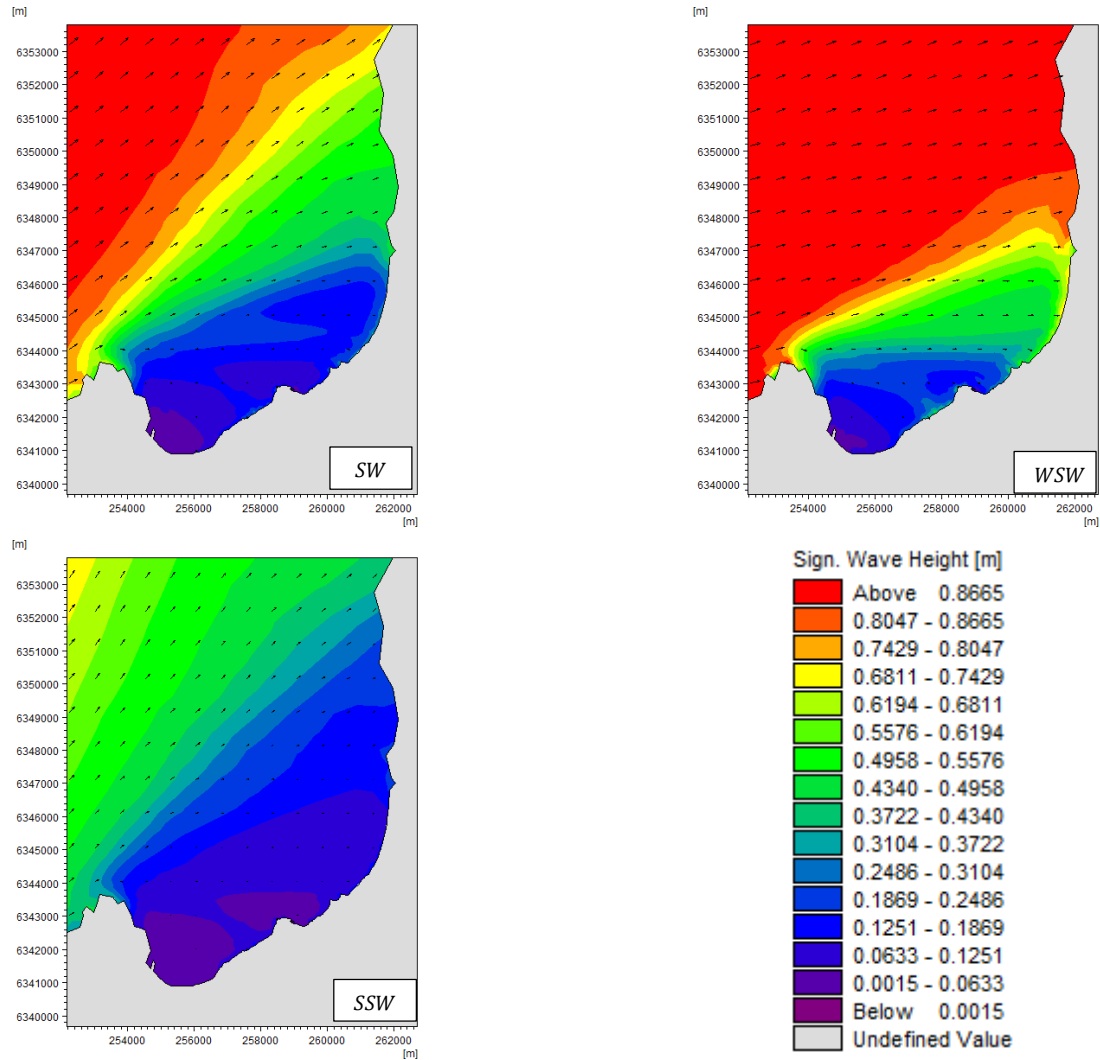 [m]
6353000
6352000
6351000
6350000
6349000
6348000
6347000
6346000
6345000
6344000
6343000
6342000
6341000
6340000
SW
254000 256000 258000 260000 262000
[m]
[m]
6353000
6352000
6351000
6350000
6349000
6348000
6347000
6346000
6345000
6344000
6343000
6342000
6341000
6340000
WSW
254000 256000 258000 260000 262000
[m]
[m]
6353000
6352000
6351000
6350000
6349000
6348000
6347000
6346000
6345000
6344000
6343000
6342000
6341000
6340000
SSW
254000 256000 258000 260000 262000
[m]
Sign. Wave Height [m]
Above 0.8665
0.8047 - 0.8665
0.7429 - 0.8047
0.6811 - 0.7429
0.6194 - 0.6811
0.5576 - 0.6194
0.4958 - 0.5576
0.4340 - 0.4958
0.3722 - 0.4340
0.3104 - 0.3722
0.2486 - 0.3104
0.1869 - 0.2486
0.1251 - 0.1869
0.0633 - 0.1251
0.0015 - 0.0633
Below 0.0015
Undefined Value